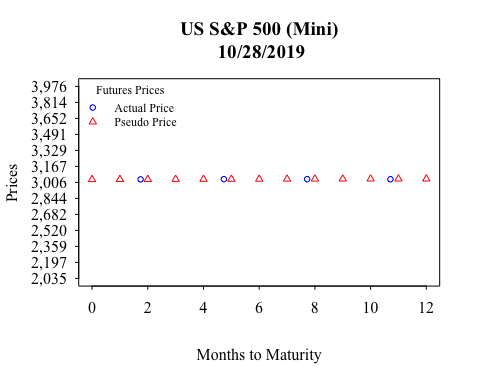 US S&P 500 (Mini)
10/28/2019
Futures Prices
Actual Price
Pseudo Price
Prices
3,976
3,814
3,652
3,491
3,329
3,167
3,006
2,844
2,682
2,520
2,359
2,197
2,035
0 2 4 6 8 10 12
Months to Maturity